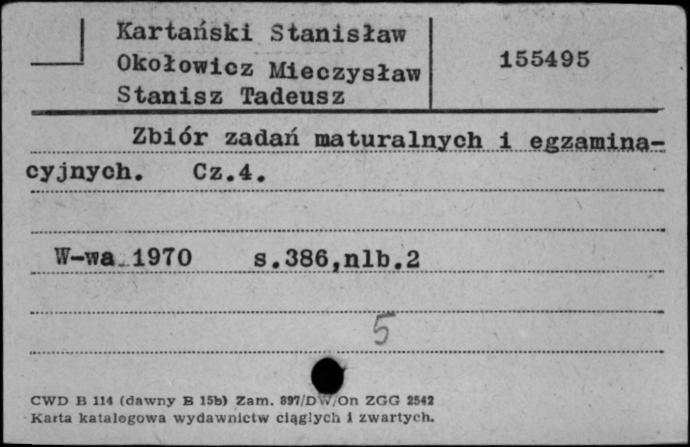 Kartański Stanisław
Okołowicz Mieczysław
Stanisz Tadeusz
155495
Zbiór zadań maturalnych i egzamina-
cyjnych. Cz.4.
W-wa 1970 s.386,nlb.2
5
CWD B 114 (dawny B 15b) Zam. 897/DW/On ZGG 2542
Karta katalogowa wydawnictw ciągłych i zwartych.